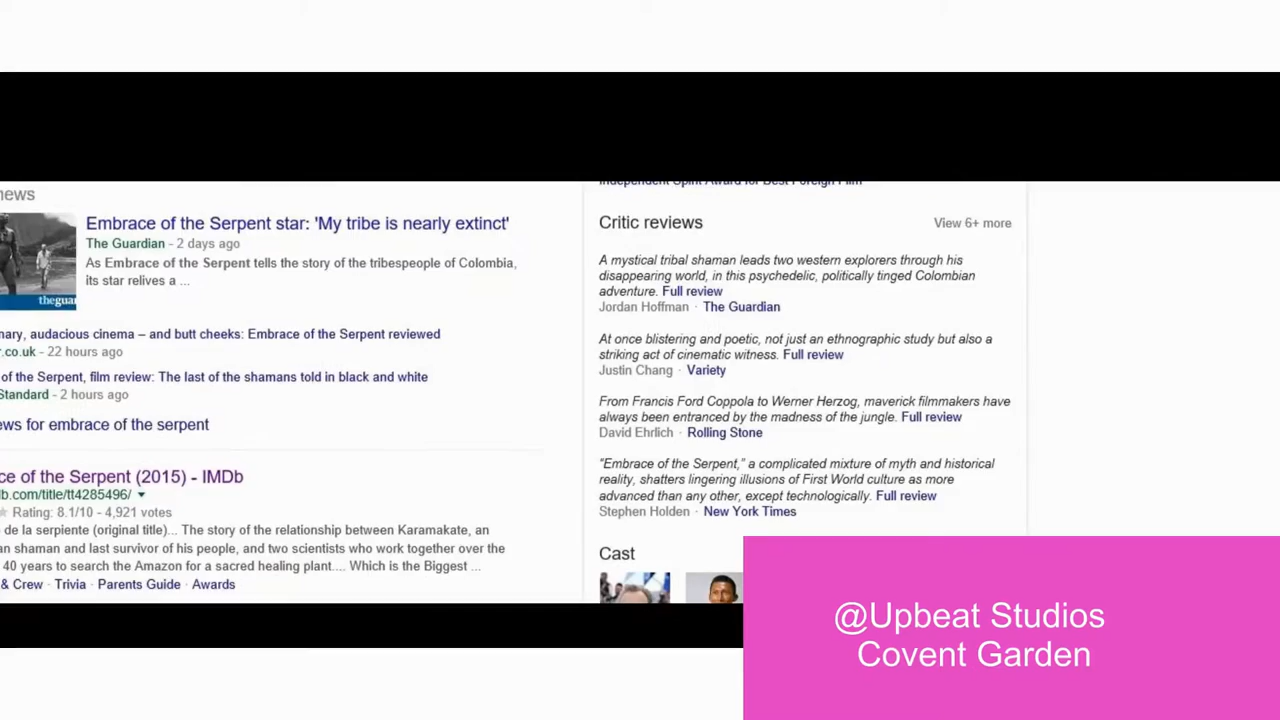 news
Embrace of the Serpent star: 'My tribe is nearly extinct'
The Guardian - 2 days ago
As Embrace of the Serpent tells the story of the tribespeople of Colombia,
its star relives a ...
theguar
nary, audacious cinema – and butt cheeks: Embrace of the Serpent reviewed
r.co.uk - 22 hours ago
of the Serpent, film review: The last of the shamans told in black and white
Standard - 2 hours ago
ews for embrace of the serpent
ce of the Serpent (2015) - IMDb
lb.com/title/tt4285496/
Rating: 8.1/10 - 4,921 votes
de la serpiente (original title)... The story of the relationship between Karamakate, an
an shaman and last survivor of his people, and two scientists who work together over the
40 years to search the Amazon for a sacred healing plant.... Which is the Biggest ...
& Crew · Trivia · Parents Guide · Awards
Independent Spirit Award for Best Foreign Film
Critic reviews
View 6+ more
A mystical tribal shaman leads two western explorers through his
disappearing world, in this psychedelic, politically tinged Colombian
adventure. Full review
Jordan Hoffman · The Guardian
At once blistering and poetic, not just an ethnographic study but also a
striking act of cinematic witness. Full review
Justin Chang · Variety
From Francis Ford Coppola to Werner Herzog, maverick filmmakers have
always been entranced by the madness of the jungle. Full review
David Ehrlich · Rolling Stone
“Embrace of the Serpent,” a complicated mixture of myth and historical
reality, shatters lingering illusions of First World culture as more
advanced than any other, except technologically. Full review
Stephen Holden · New York Times
Cast
@Upbeat Studios
Covent Garden